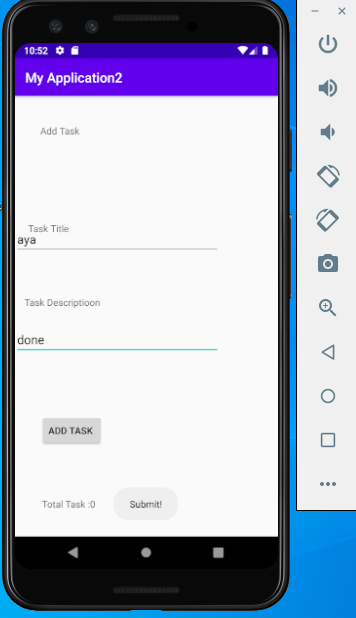 10:52
My Application2
Add Task
Task Title
aya
Task Descriptioon
done
ADD TASK
Total Task :0
Submit!